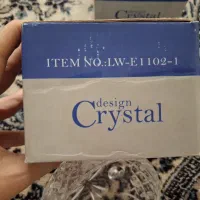 ITEM NO.:LW-E1102-1
design
Crystal